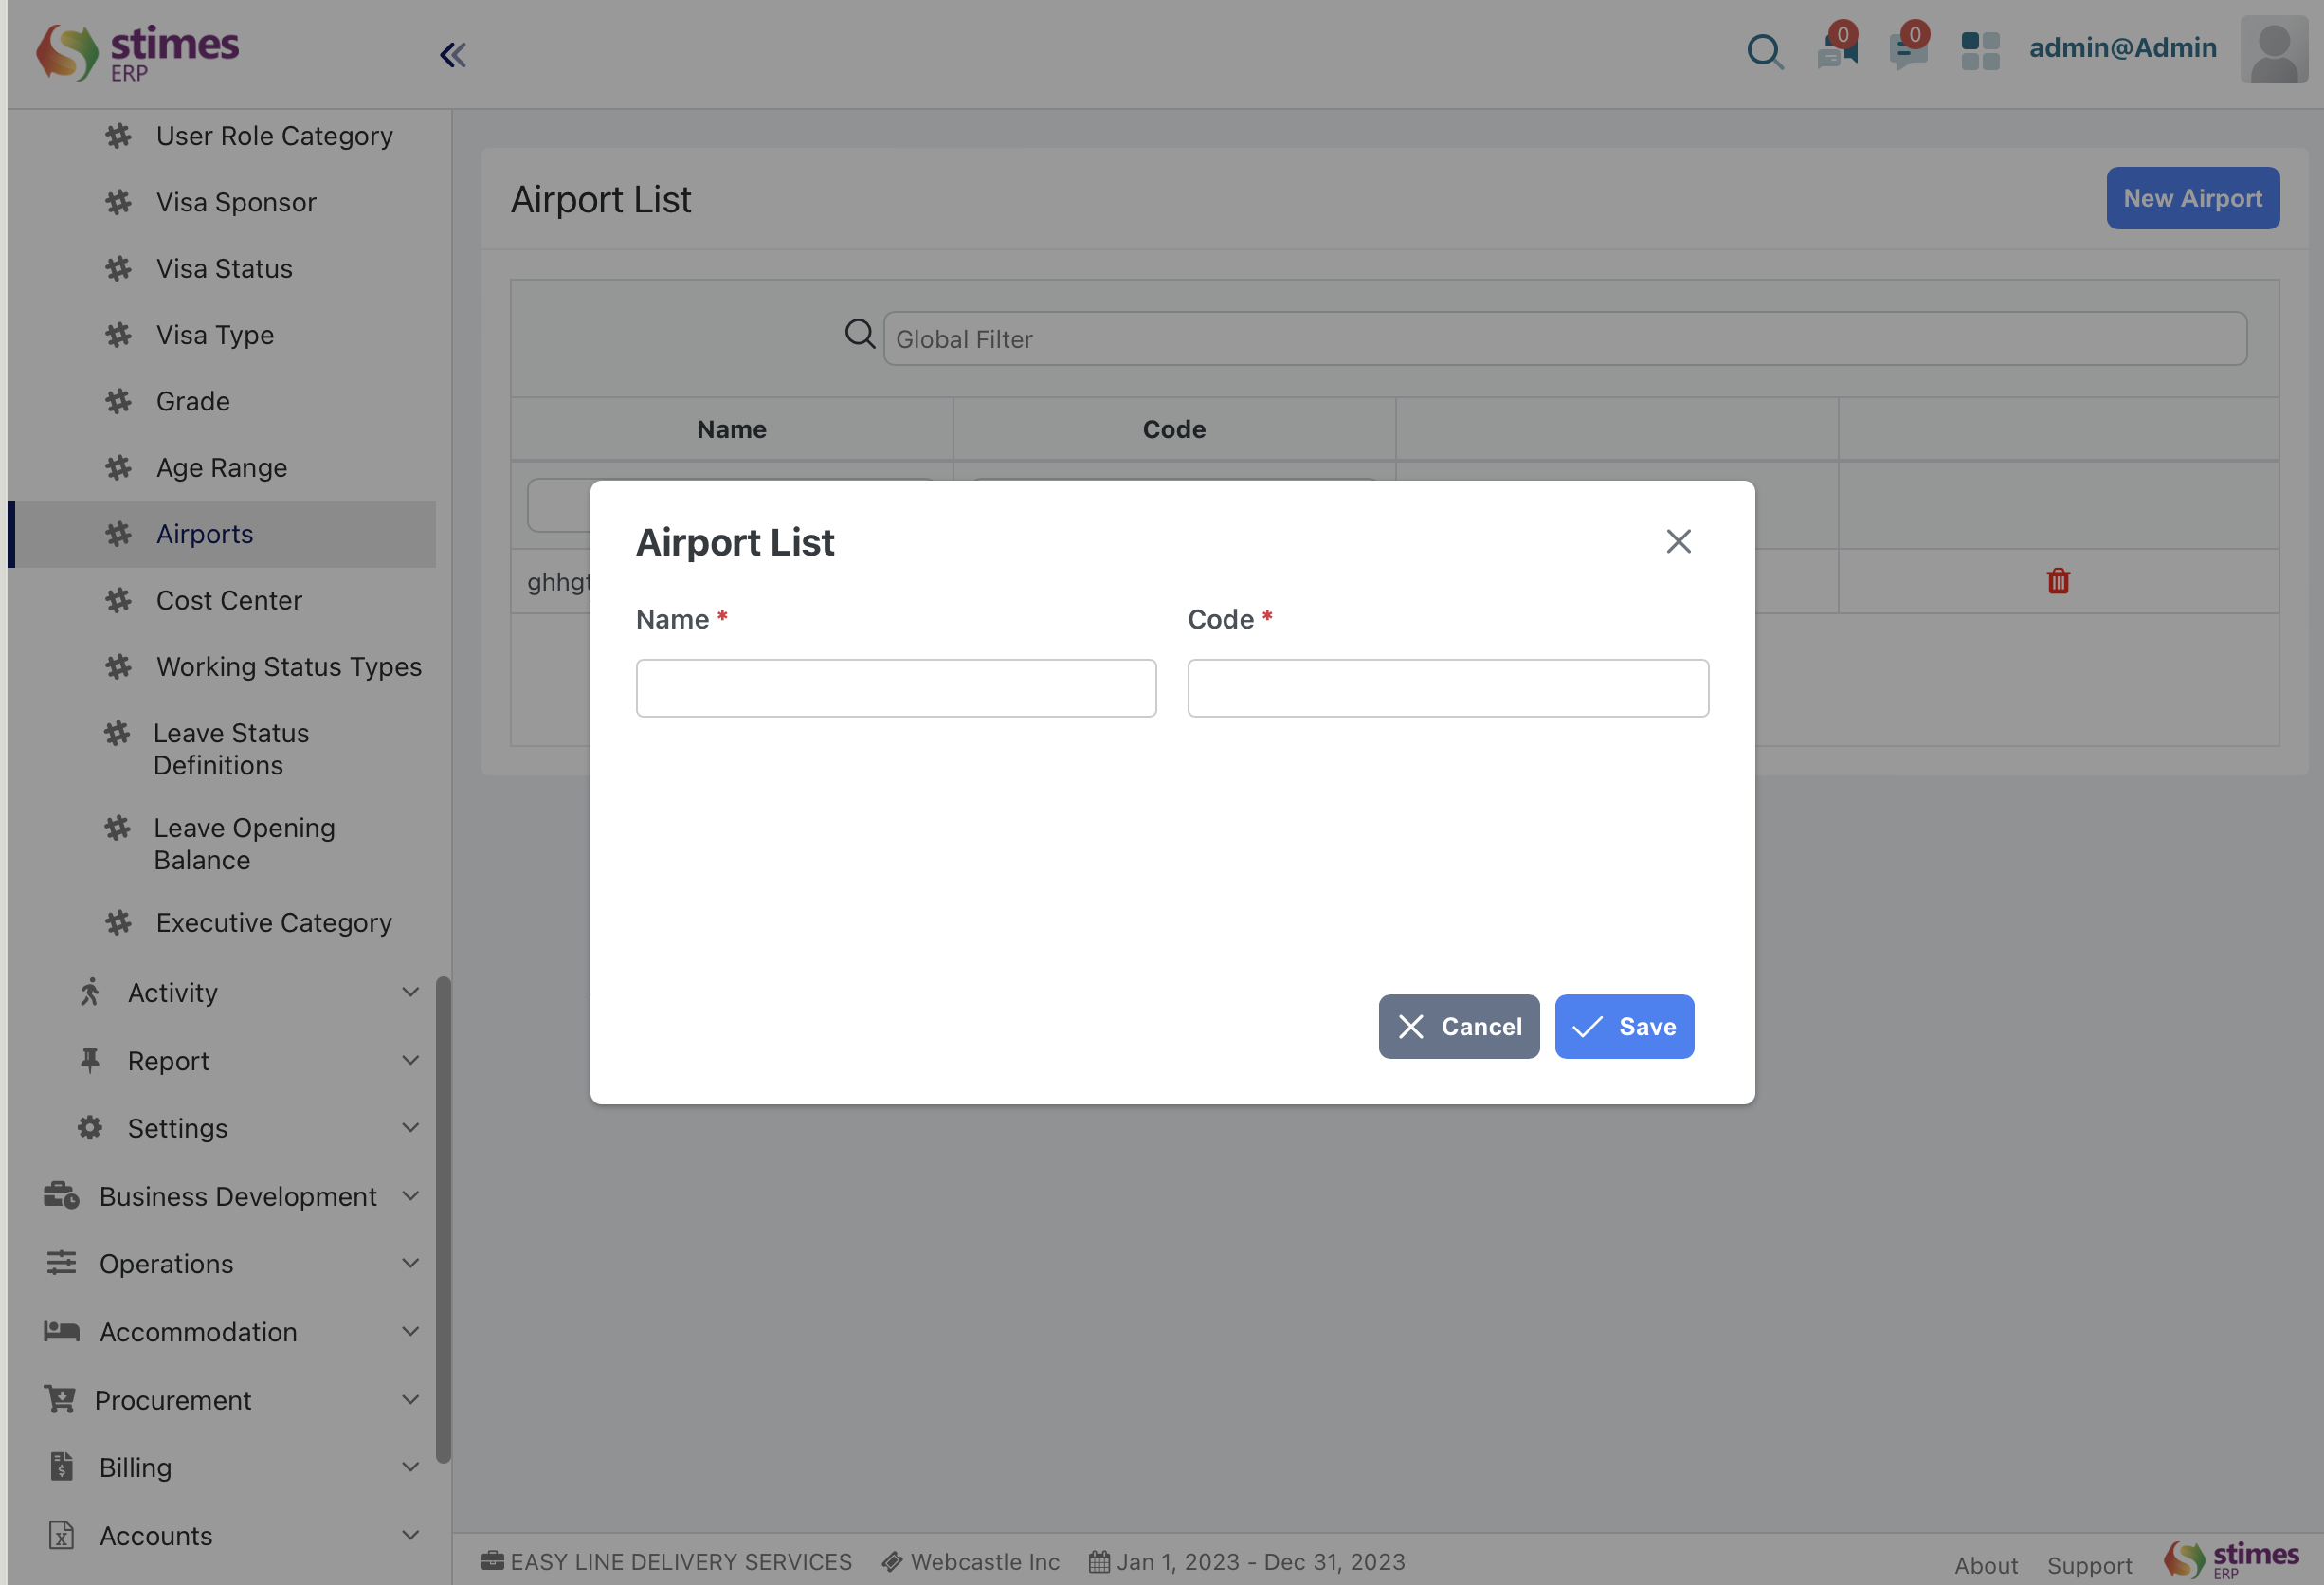 stimes
ERP
0
0
admin@Admin
User Role Category
Visa Sponsor
Visa Status
Visa Type
Grade
Age Range
Airports
Cost Center
Working Status Types
Leave Status
Definitions
Leave Opening
Balance
Executive Category
Activity
Report
Settings
Business Development
Operations
Accommodation
Procurement
Billing
Accounts
Airport List
New Airport
Global Filter
Name
Code
Airport List
Name *
Code *
Cancel
Save
EASY LINE DELIVERY SERVICES
Webcastle Inc
Jan 1, 2023 - Dec 31, 2023
About
Support
stimes
ERP